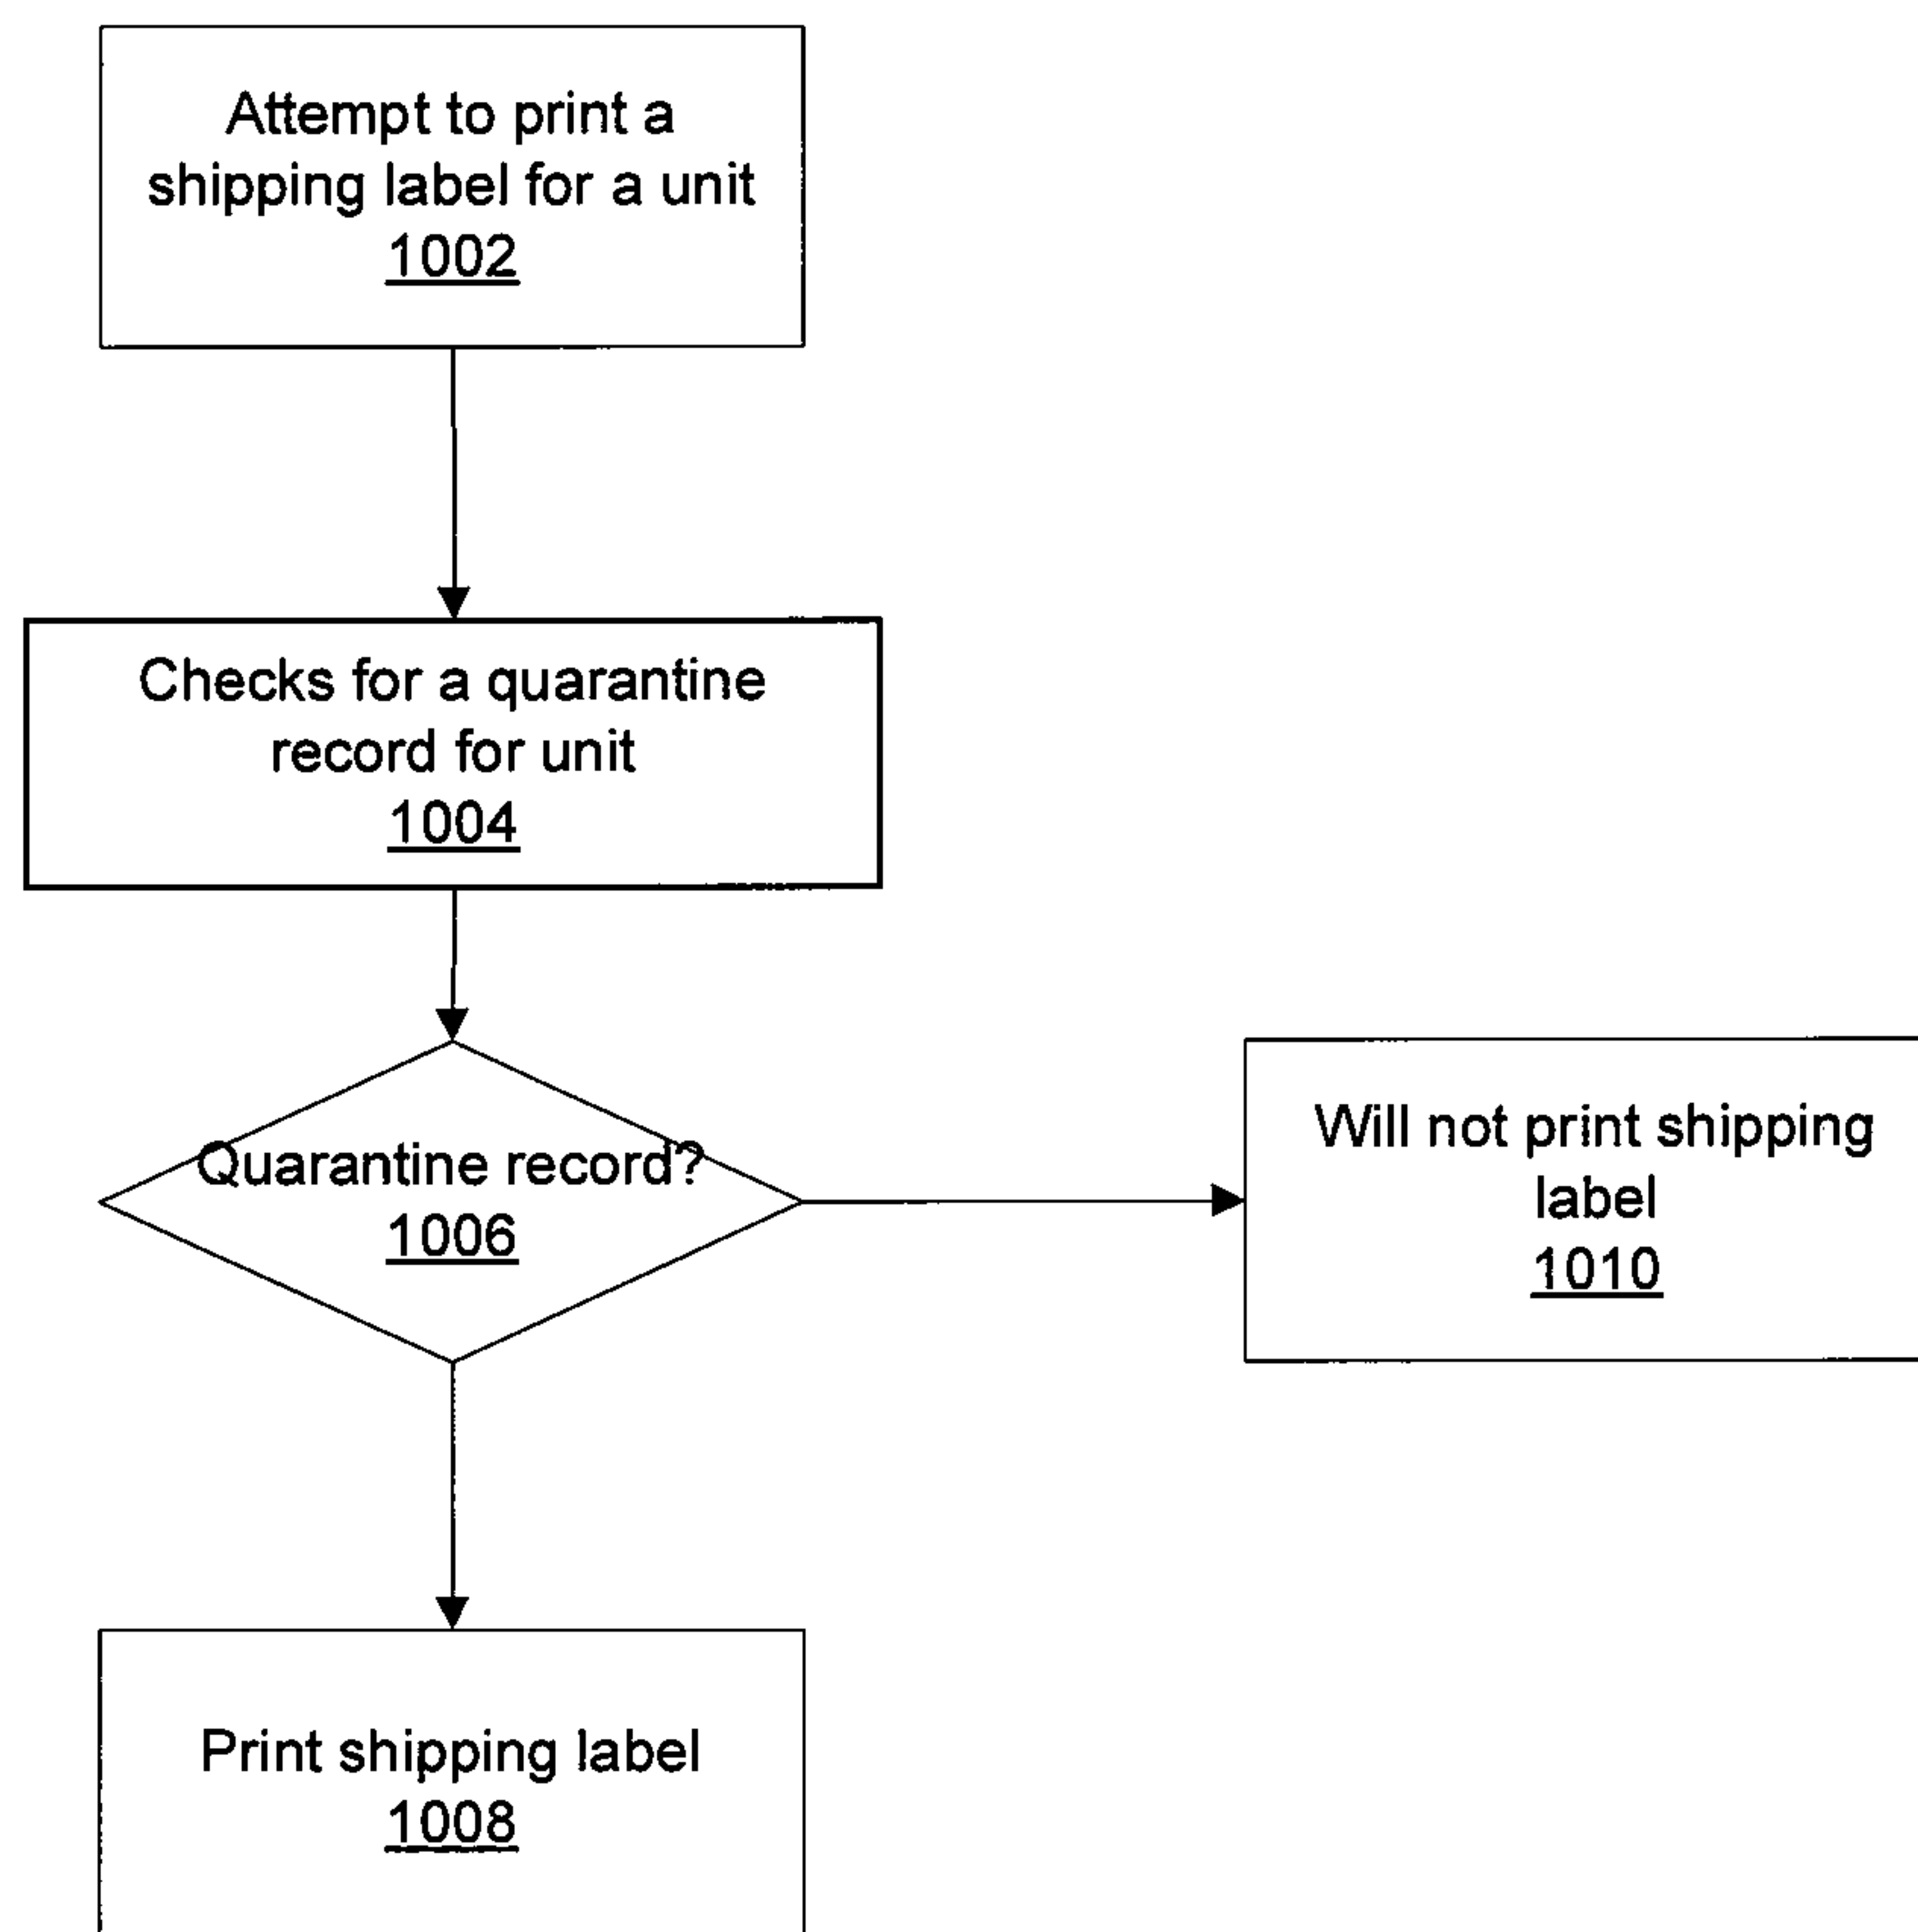 Attempt to print a
shipping label for a unit
1002
Checks for a quarantine
record for unit
1004
Quarantine record?
1006
Will not print shipping
label
1010
Print shipping label
1008